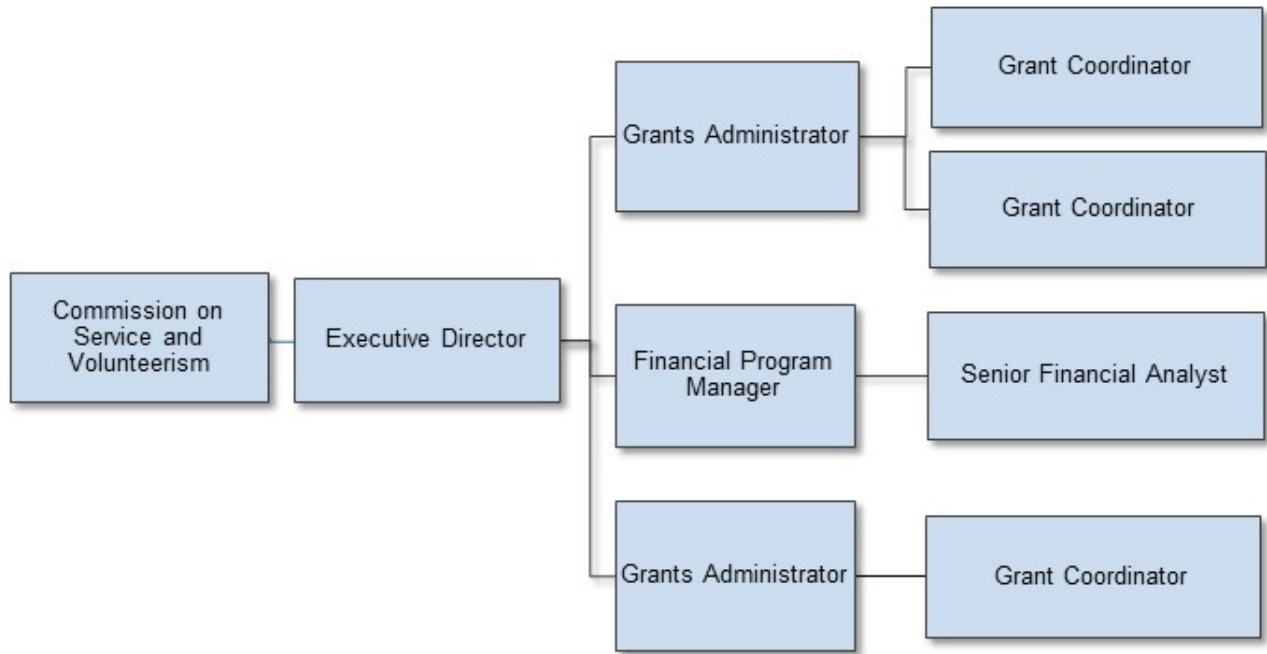 Commission on
Service and
Volunteerism
Executive Director
Grants Administrator
Grant Coordinator
Grant Coordinator
Financial Program
Manager
Senior Financial Analyst
Grants Administrator
Grant Coordinator